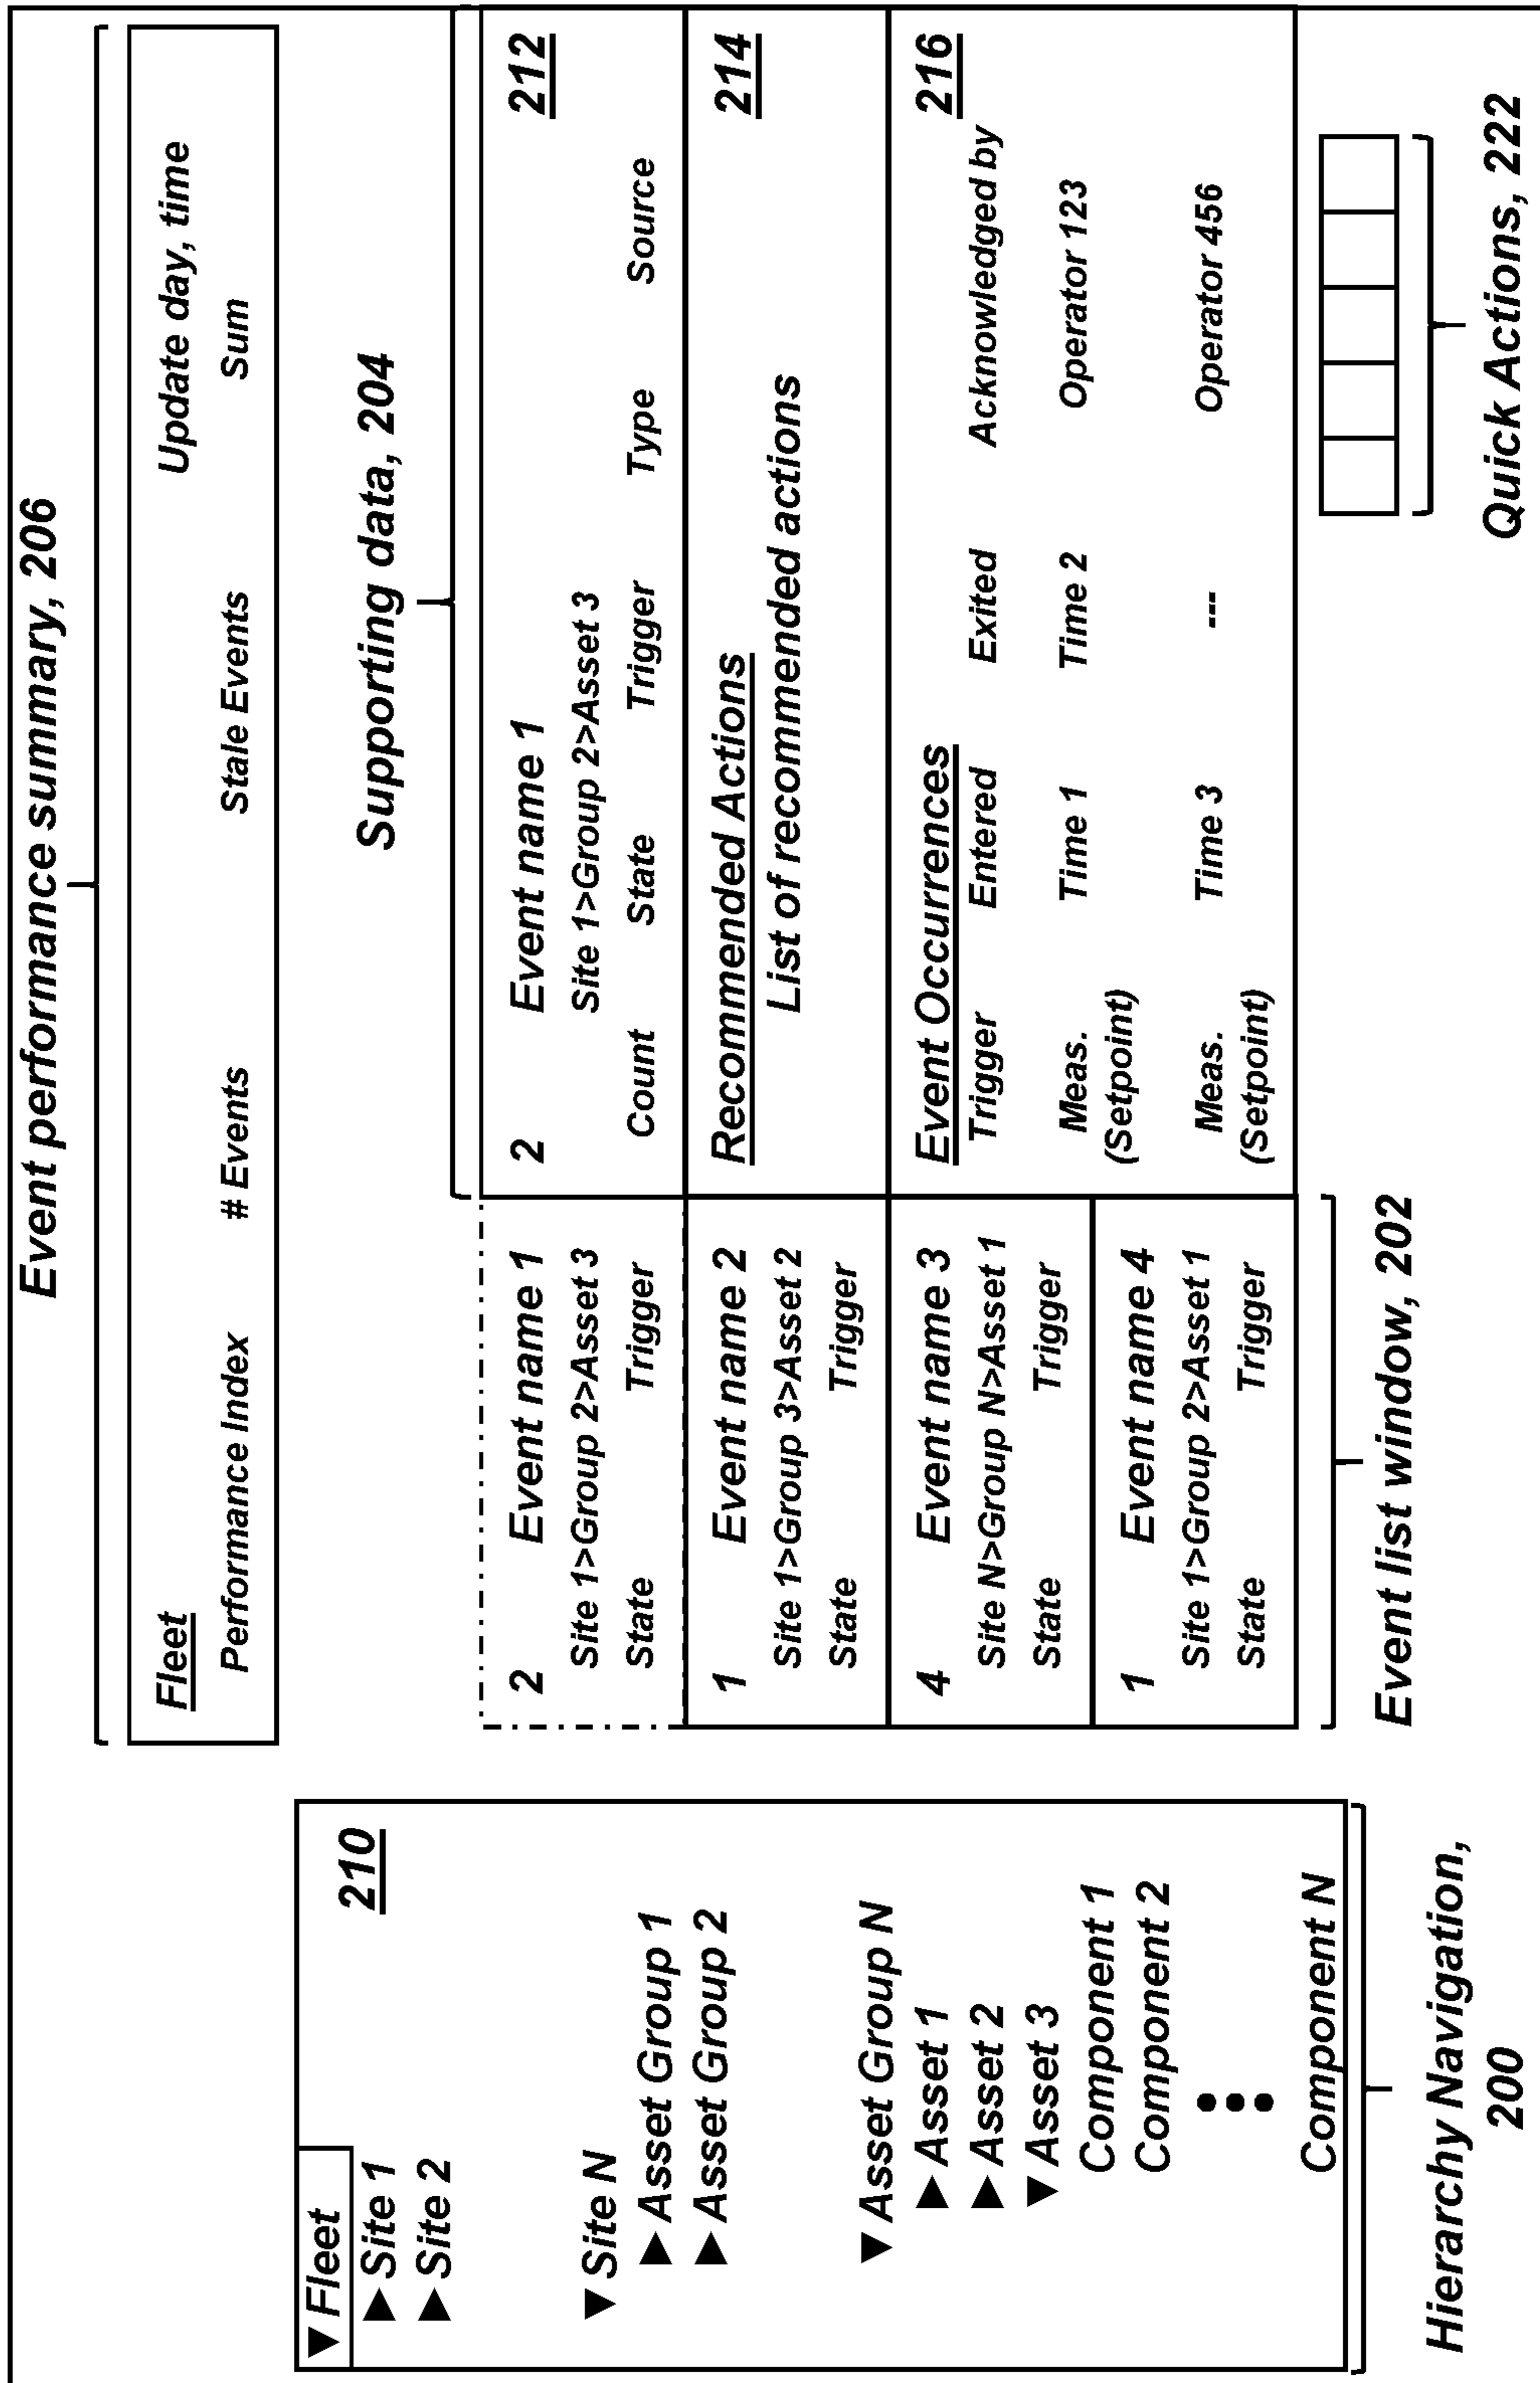 Event performance summary, 206
Fleet
Update day, time
Performance Index
# Events
Stale Events
Sum
▼ Fleet
210
▶ Site 1
▶ Site 2
▼ Site N
▶ Asset Group 1
▶ Asset Group 2
▼ Asset Group N
▶ Asset 1
▶ Asset 2
▼ Asset 3
Component 1
Component 2
Component N
Hierarchy Navigation,
200
2 Event name 1
Site 1>Group 2>Asset 3
State Trigger
1 Event name 2
Site 1>Group 3>Asset 2
State Trigger
4 Event name 3
Site N>Group N>Asset 1
State Trigger
1 Event name 4
Site 1>Group 2>Asset 1
State Trigger
Event list window, 202
Supporting data, 204
2 Event name 1 212
Site 1>Group 2>Asset 3
Count State Trigger Type Source
Recommended Actions 214
List of recommended actions
Event Occurrences 216
Trigger Entered Exited Acknowledged by
Meas. Time 1 Time 2 Operator 123
(Setpoint)
Meas. Time 3 --- Operator 456
(Setpoint)
Quick Actions, 222